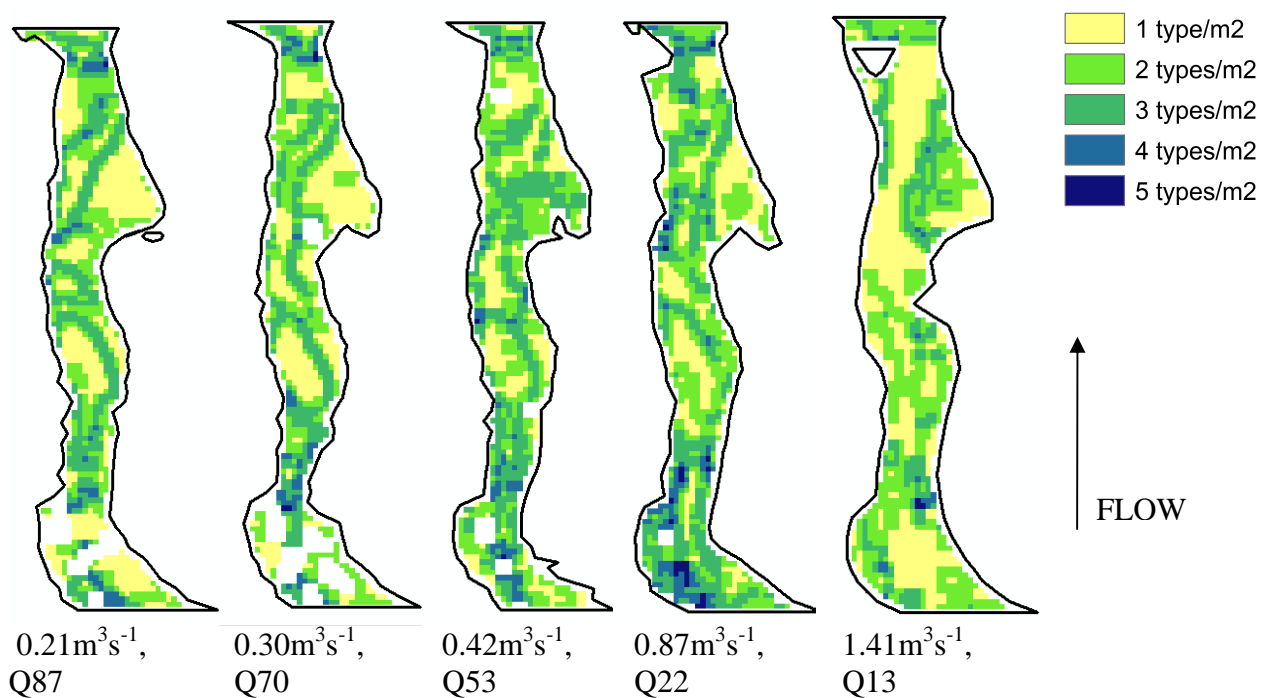 1 type/m2
2 types/m2
3 types/m2
4 types/m2
5 types/m2
FLOW
0.21m³s⁻¹,
Q87
0.30m³s⁻¹,
Q70
0.42m³s⁻¹,
Q53
0.87m³s⁻¹,
Q22
1.41m³s⁻¹,
Q13